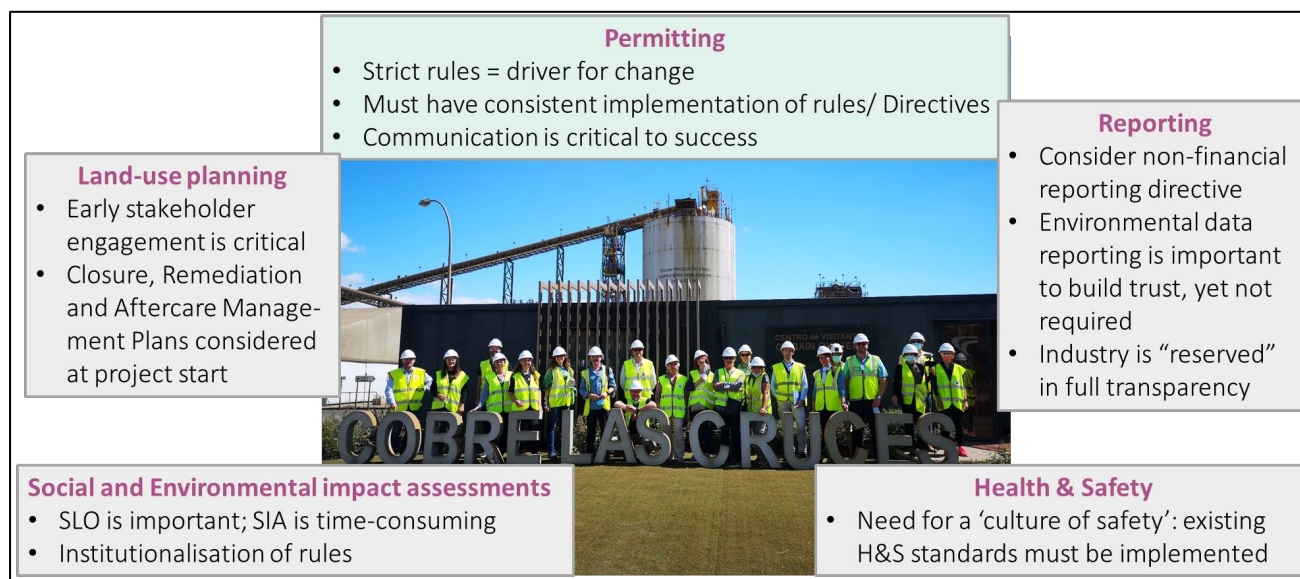 Permitting
• Strict rules = driver for change
• Must have consistent implementation of rules/ Directives
• Communication is critical to success
Land-use planning
• Early stakeholder
engagement is critical
• Closure, Remediation
and Aftercare Manage-
ment Plans considered
at project start
Reporting
• Consider non-financial
reporting directive
• Environmental data
reporting is important
to build trust, yet not
required
• Industry is “reserved”
in full transparency
CENTRO DE VISITANTES
COBRE LAS CRUCES
Social and Environmental impact assessments
• SLO is important; SIA is time-consuming
• Institutionalisation of rules
Health & Safety
• Need for a ‘culture of safety’: existing
H&S standards must be implemented